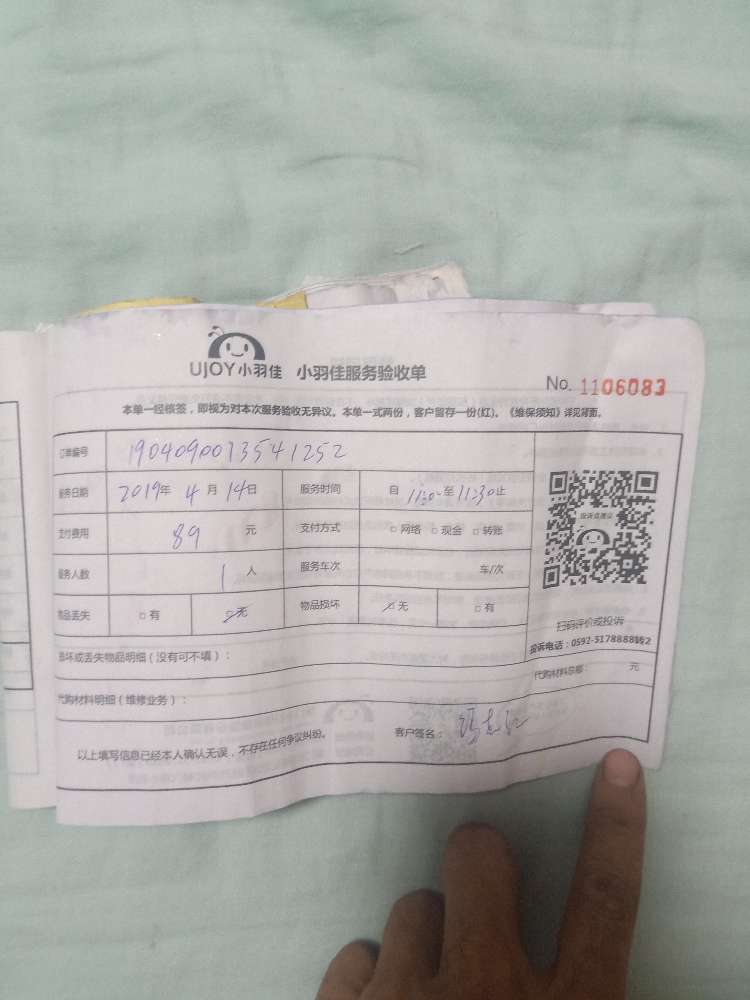 UJOY小羽佳 小羽佳服务验收单
No. 1106083
本单一经核签，即视为对本次服务验收无异议。本单一式两份，客户留存一份(红)。《维保须知》详见背面。
订单编号 1904090073541252
服务日期 2019年 4月 14日 服务时间 自 11:00至 11:30止
支付费用 89 元 支付方式 □ 网络 □ 现金 □ 转账
服务人数 1 人 服务车次 车/次
物品丢失 □ 有 □ 无 物品损坏 □ 无 □ 有
投诉或建议
扫码评价或投诉
投诉电话：0592-5178888转2
损坏或丢失物品明细（没有可不填）：
代购材料总额： 元
代购材料明细（维修业务）：
以上填写信息已经本人确认无误，不存在任何争议纠纷。 客户签名：